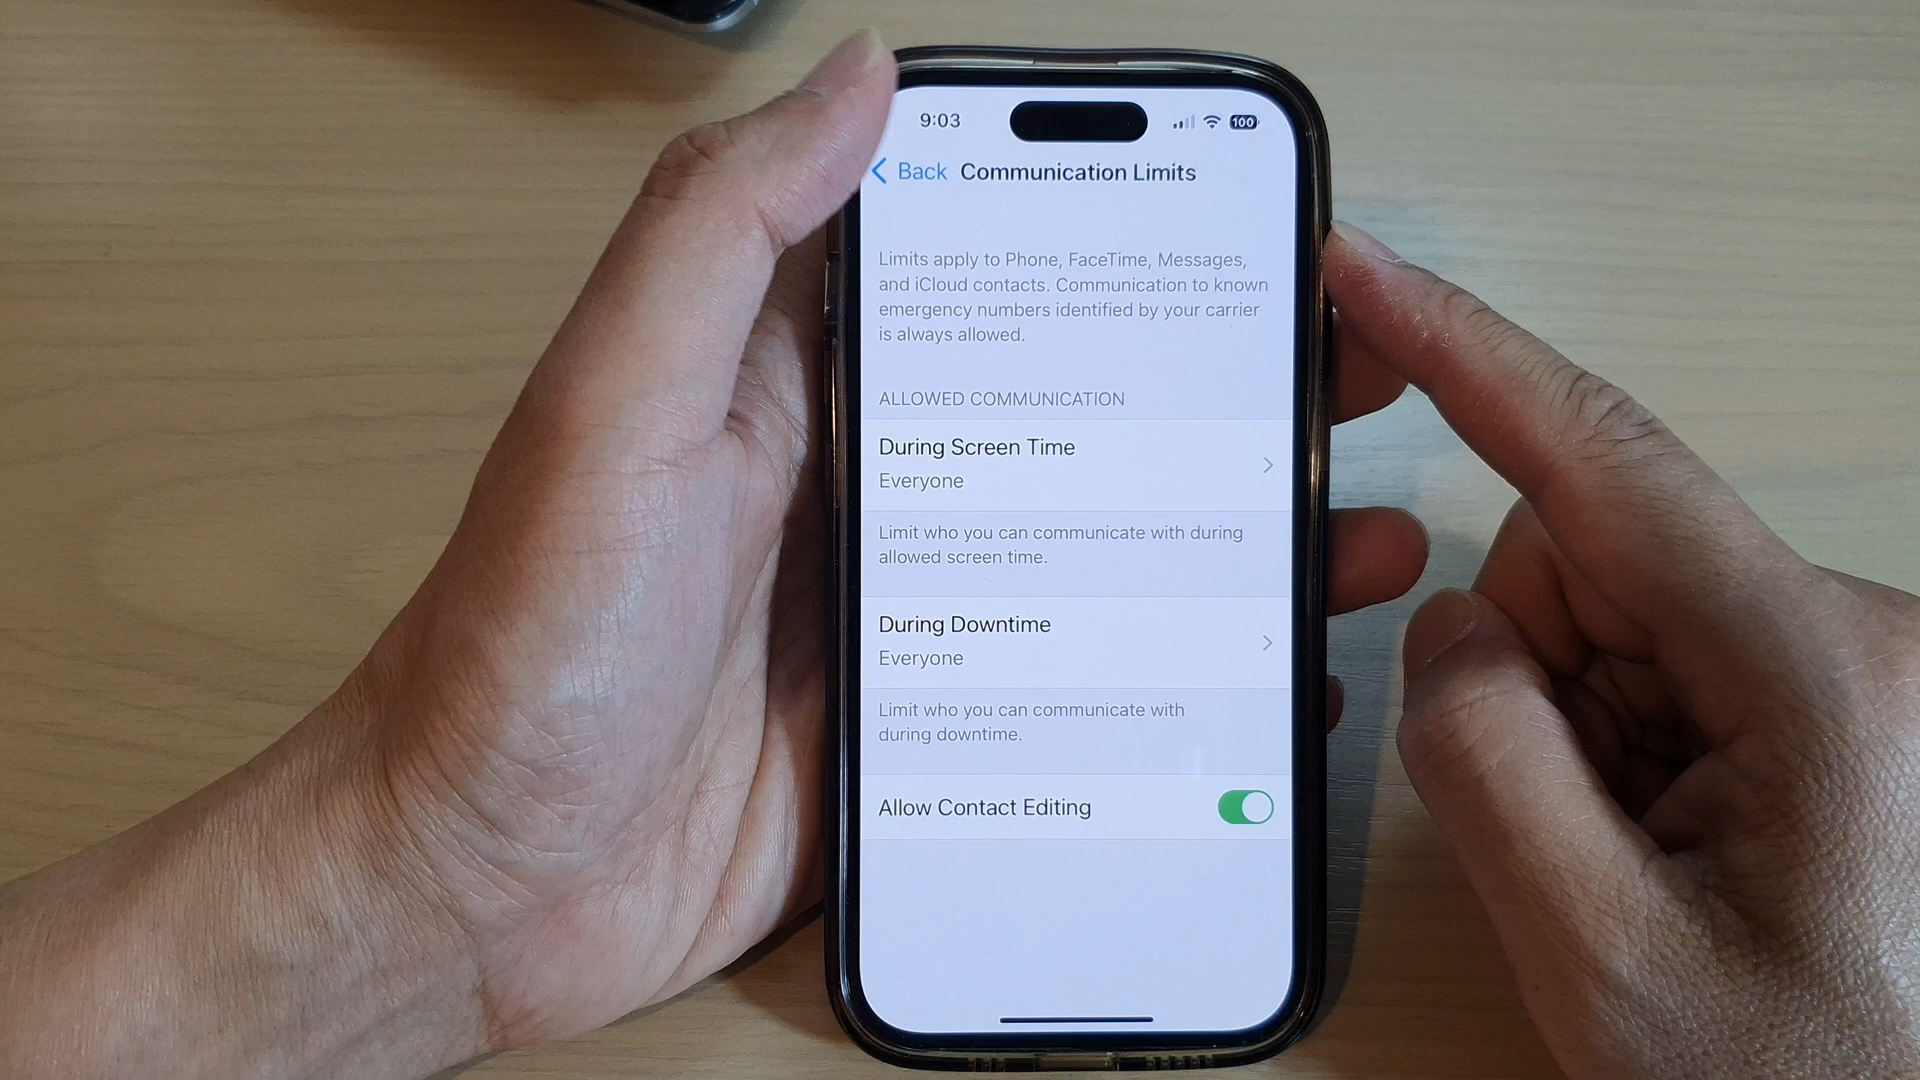 9:03
100
Back Communication Limits
Limits apply to Phone, FaceTime, Messages,
and iCloud contacts. Communication to known
emergency numbers identified by your carrier
is always allowed.
ALLOWED COMMUNICATION
During Screen Time
Everyone
Limit who you can communicate with during
allowed screen time.
During Downtime
Everyone
Limit who you can communicate with
during downtime.
Allow Contact Editing